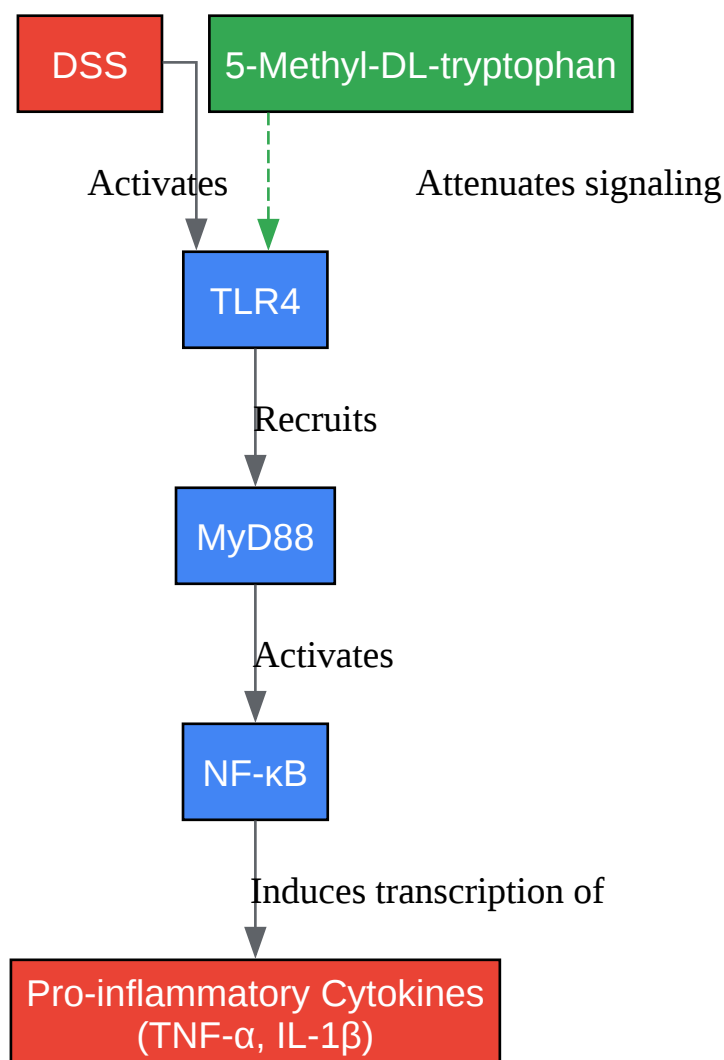 DSS
5-Methyl-DL-tryptophan
Activates
Attenuates signaling
TLR4
Recruits
MyD88
Activates
NF-κB
Induces transcription of
Pro-inflammatory Cytokines
(TNF-α, IL-1β)